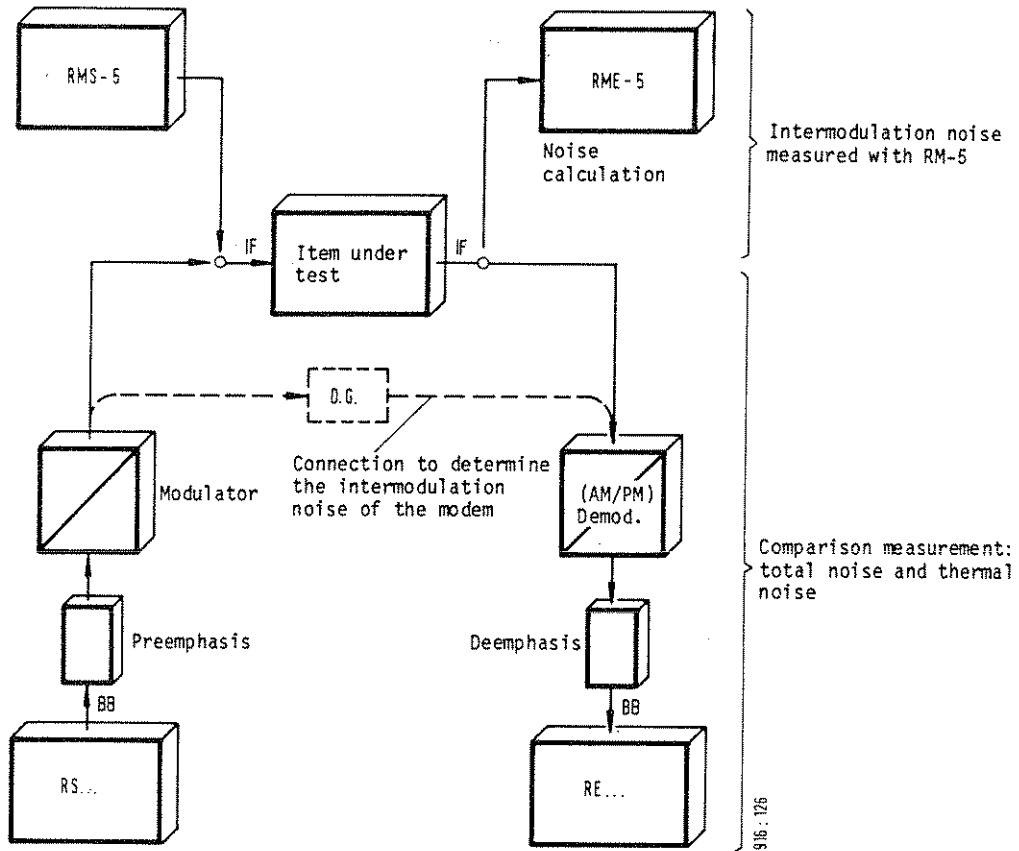 RMS-5
RME-5
Noise
calculation
Intermodulation noise
measured with RM-5
IF
Item under
test
IF
D.G.
Connection to determine
the intermodulation
noise of the modem
Modulator
(AM/PM)
Demod.
Comparison measurement:
total noise and thermal
noise
Preemphasis
Deemphasis
BB
BB
RS...
RE...
916:126